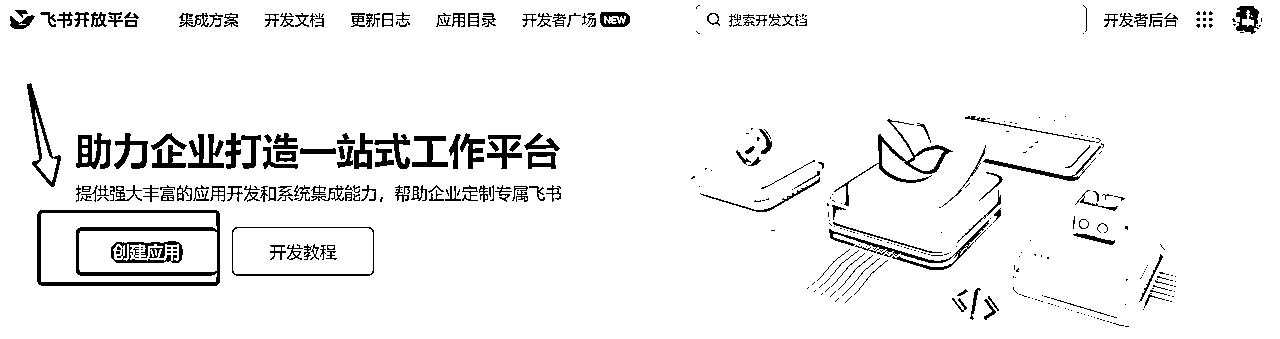 飞书开放平台 集成方案 开发文档 更新日志 应用目录 开发者广场 NEW 搜索开发文档 开发者后台
助力企业打造一站式工作平台
提供强大丰富的应用开发和系统集成能力，帮助企业定制专属飞书
创建应用 开发教程